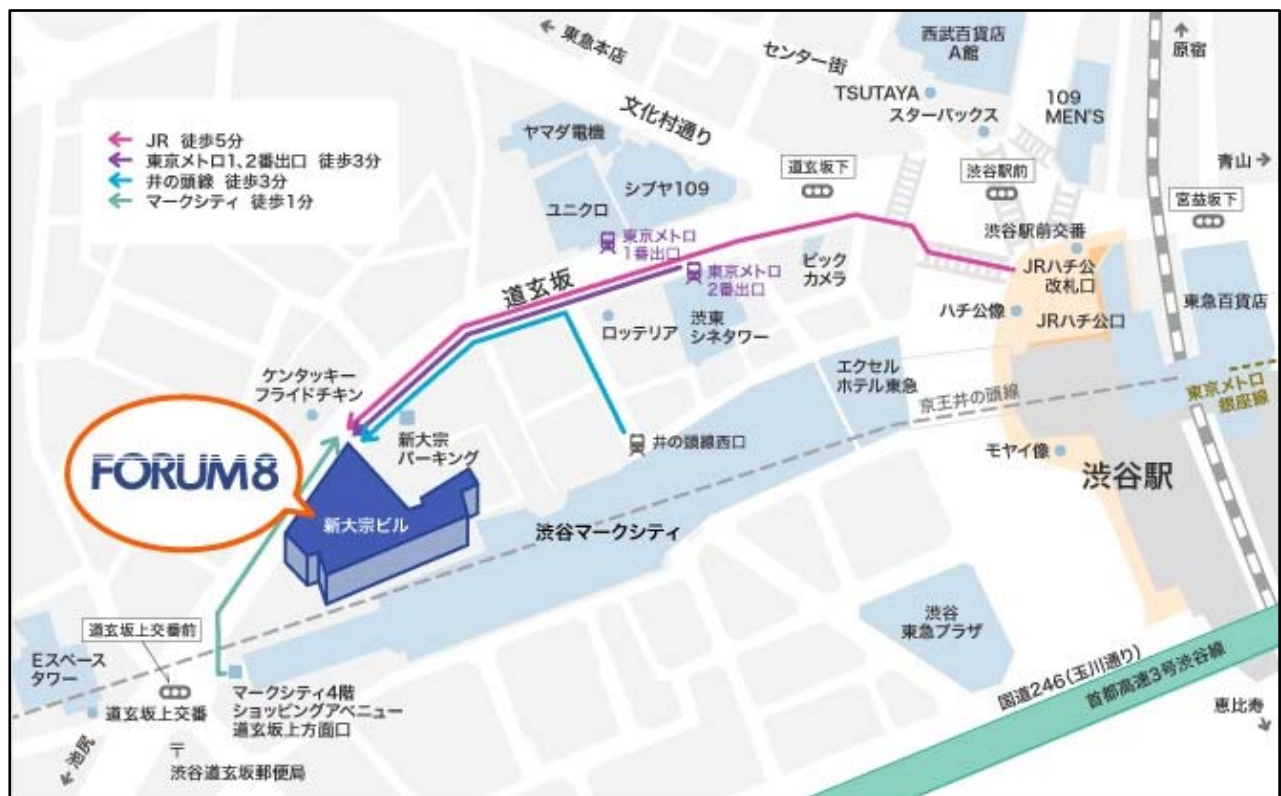 ← 東急本店
センター街
西武百貨店
A館
↑
原宿
TSUTAYA
スターバックス
109
MEN'S
文化村通り
ヤマダ電機
JR 徒歩5分
東京メトロ1、2番出口 徒歩3分
井の頭線 徒歩3分
マークシティ 徒歩1分
シブヤ109
ユニクロ
道玄坂下
渋谷駅前
青山→
宮益坂下
東京メトロ
1番出口
東京メトロ
2番出口
道玄坂
ビック
カメラ
渋谷駅前交番
JRハチ公
改札口
ハチ公像
JRハチ公口
東急百貨店
ロッテリア
渋東
シネタワー
エクセル
ホテル東急
京王井の頭線
東京メトロ
銀座線
ケンタッキー
フライドチキン
新大宗
パーキング
井の頭線西口
モヤイ像
渋谷駅
FORUM8
新大宗ビル
渋谷マークシティ
渋谷
東急プラザ
道玄坂上交番前
Eスペース
タワー
道玄坂上交番
マークシティ4階
ショッピングアベニュー
道玄坂上方面口
国道246(玉川通り)
首都高速3号渋谷線
恵比寿
池尻
〒
渋谷道玄坂郵便局